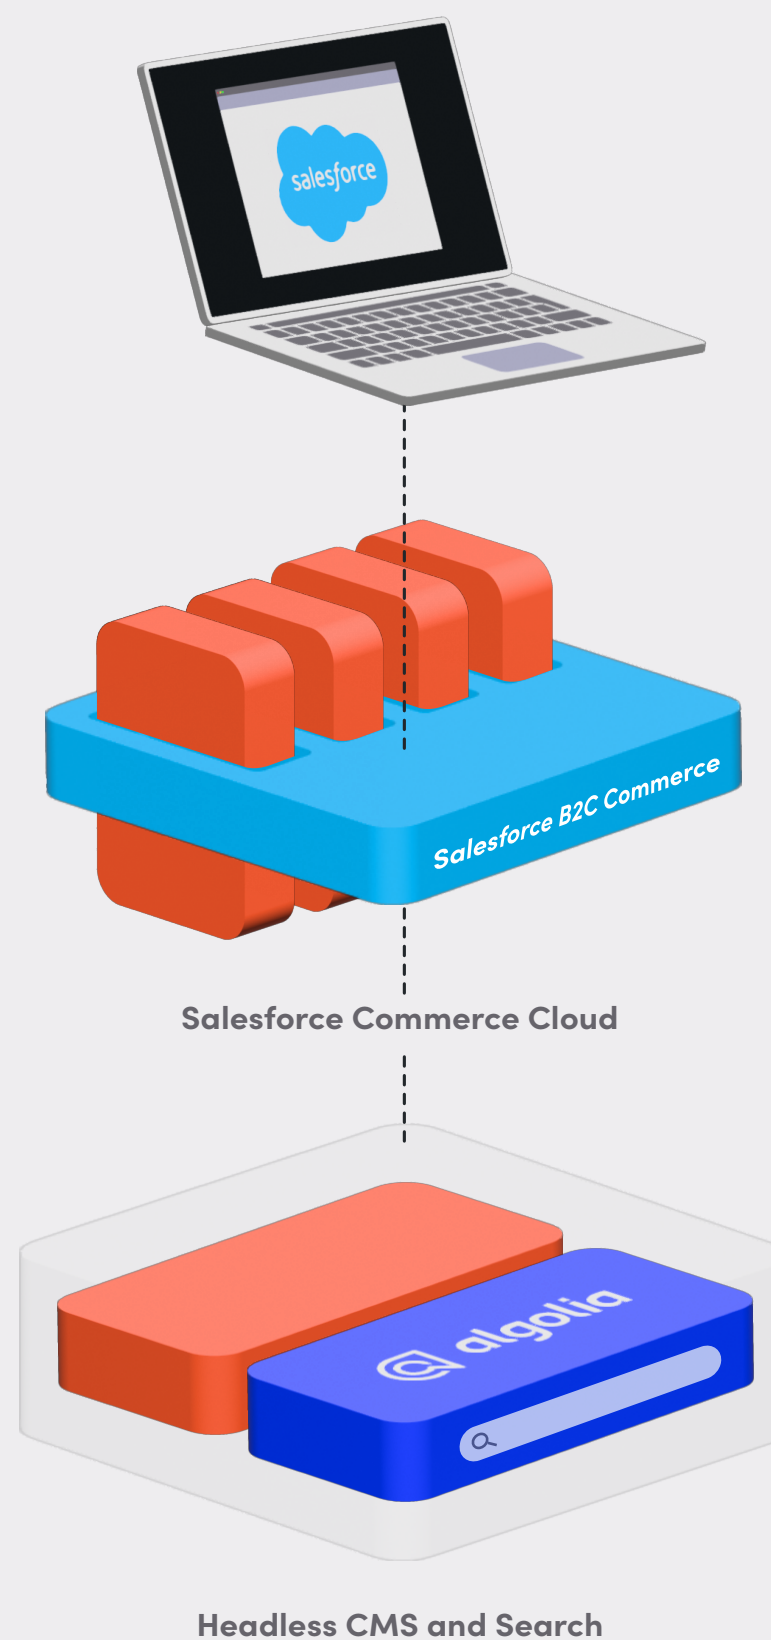 salesforce
Salesforce B2C Commerce
Salesforce Commerce Cloud
algolia
Headless CMS and Search